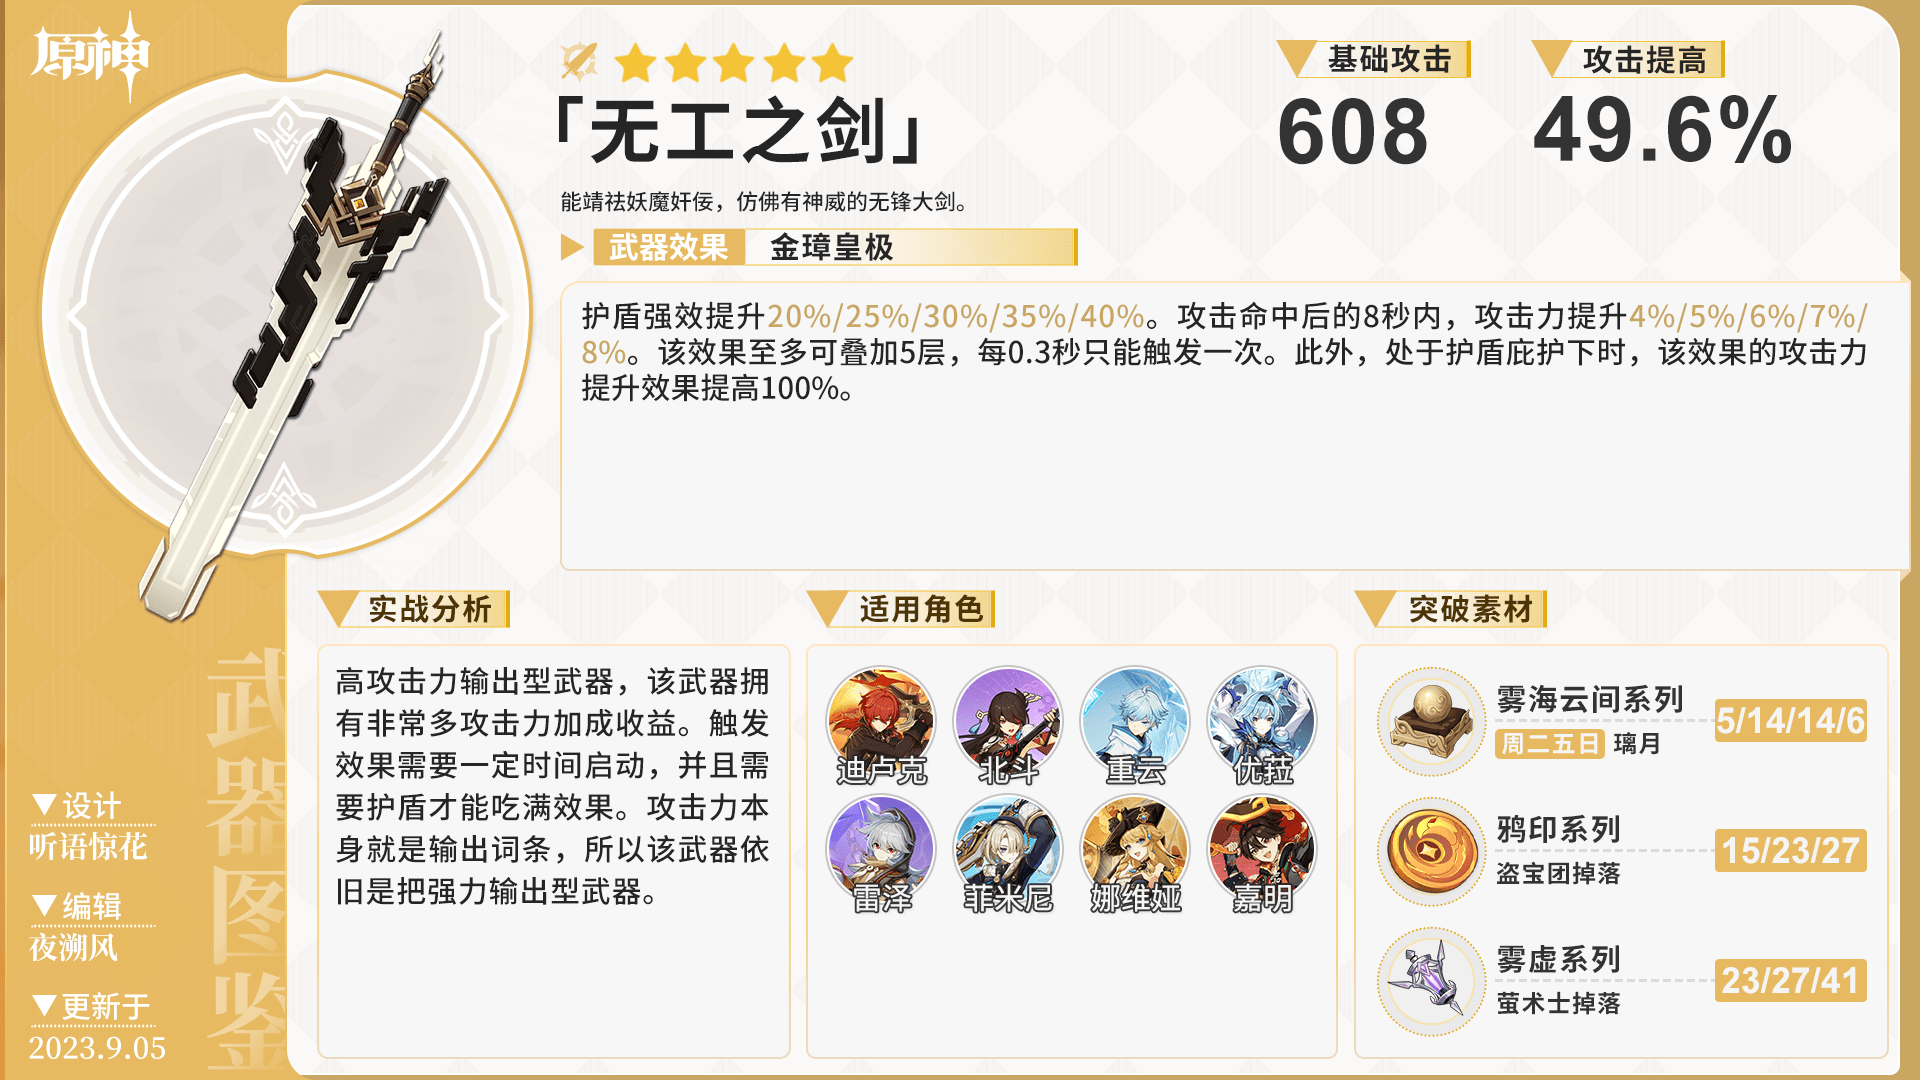 原神
「无工之剑」
能靖祛妖魔奸佞，仿佛有神威的无锋大剑。
基础攻击
608
攻击提高
49.6%
武器效果
金璋皇极
护盾强效提升20%/25%/30%/35%/40%。攻击命中后的8秒内，攻击力提升4%/5%/6%/7%/
8%。该效果至多可叠加5层，每0.3秒只能触发一次。此外，处于护盾庇护下时，该效果的攻击力
提升效果提高100%。
实战分析
高攻击力输出型武器，该武器拥
有非常多攻击力加成收益。触发
效果需要一定时间启动，并且需
要护盾才能吃满效果。攻击力本
身就是输出词条，所以该武器依
旧是把强力输出型武器。
适用角色
迪卢克
北斗
重云
优菈
雷泽
菲米尼
娜维娅
嘉明
突破素材
雾海云间系列
周二五日 璃月
5/14/14/6
鸦印系列
盗宝团掉落
15/23/27
雾虚系列
萤术士掉落
23/27/41
武器图鉴
▼设计
听语惊花
▼编辑
夜溯风
▼更新于
2023.9.05